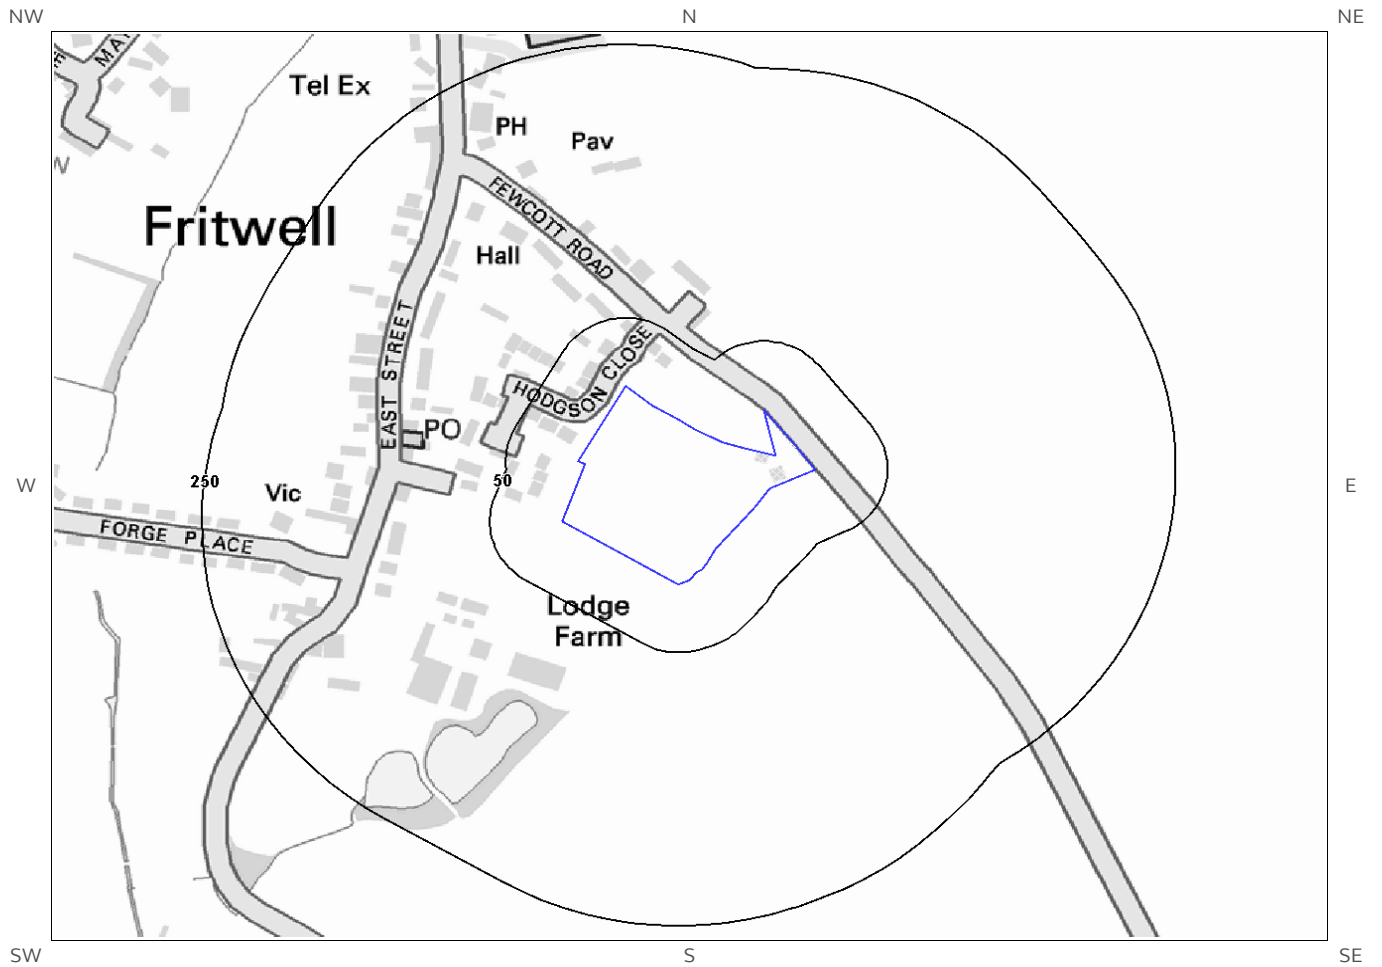 NW
N
NE
MA
Tel Ex
PH
Pav
W
FEWCOTT ROAD
Fritwell
Hall
EAST STREET
HODGSON CLOSE
PO
W
250
Vic
50
E
FORGE PLACE
Lodge
Farm
SW
S
SE